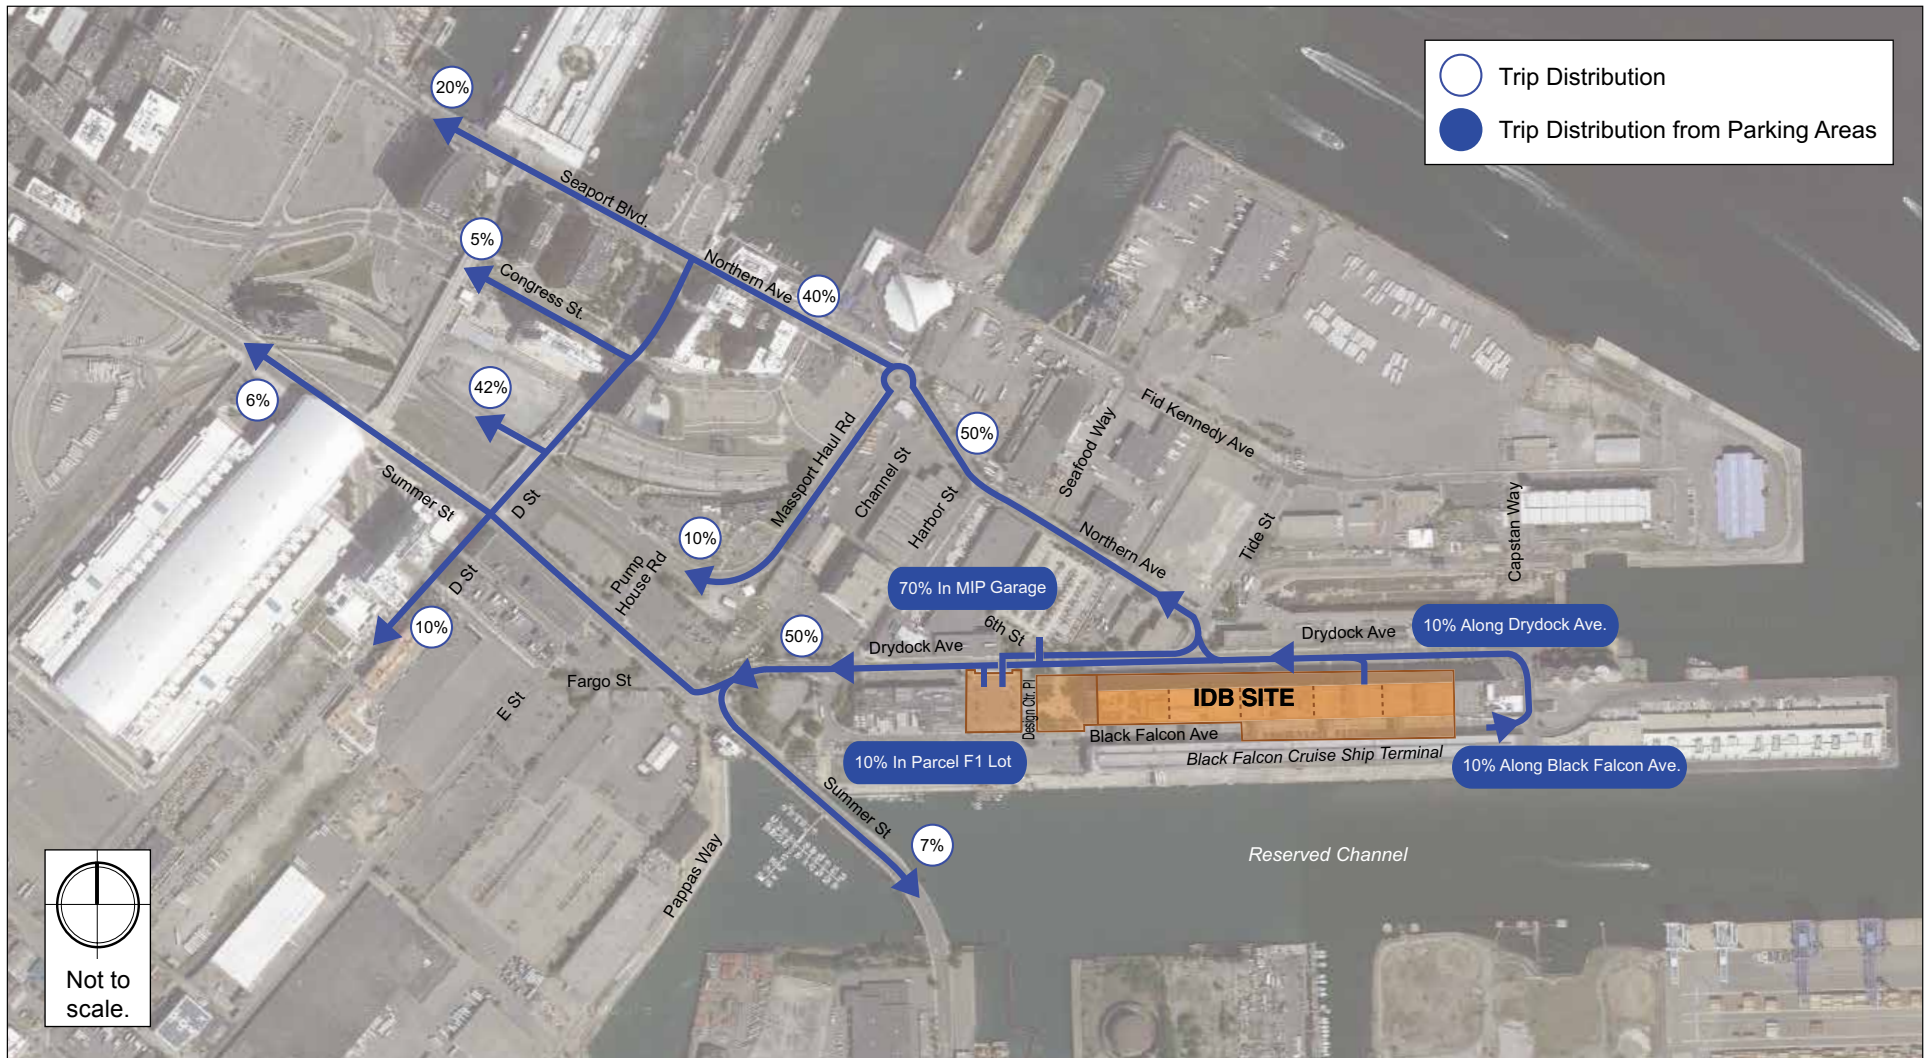 Trip Distribution
Trip Distribution from Parking Areas
20%
Seaport Blvd.
5%
Congress St.
Northern Ave
40%
6%
42%
50%
Fid Kennedy Ave
Seafood Way
Massport Haul Rd
Channel St
Harbor St
Summer St
D St
Capstan Way
Tide St
Northern Ave
10%
Pump
House Rd
D St
70% In MIP Garage
10%
50%
6th St
Drydock Ave
Drydock Ave
10% Along Drydock Ave.
Fargo St
E St
Design Ctr. Pl
IDB SITE
Black Falcon Ave
Black Falcon Cruise Ship Terminal
10% In Parcel F1 Lot
10% Along Black Falcon Ave.
Summer St
7%
Pappas Way
Reserved Channel
Not to
scale.